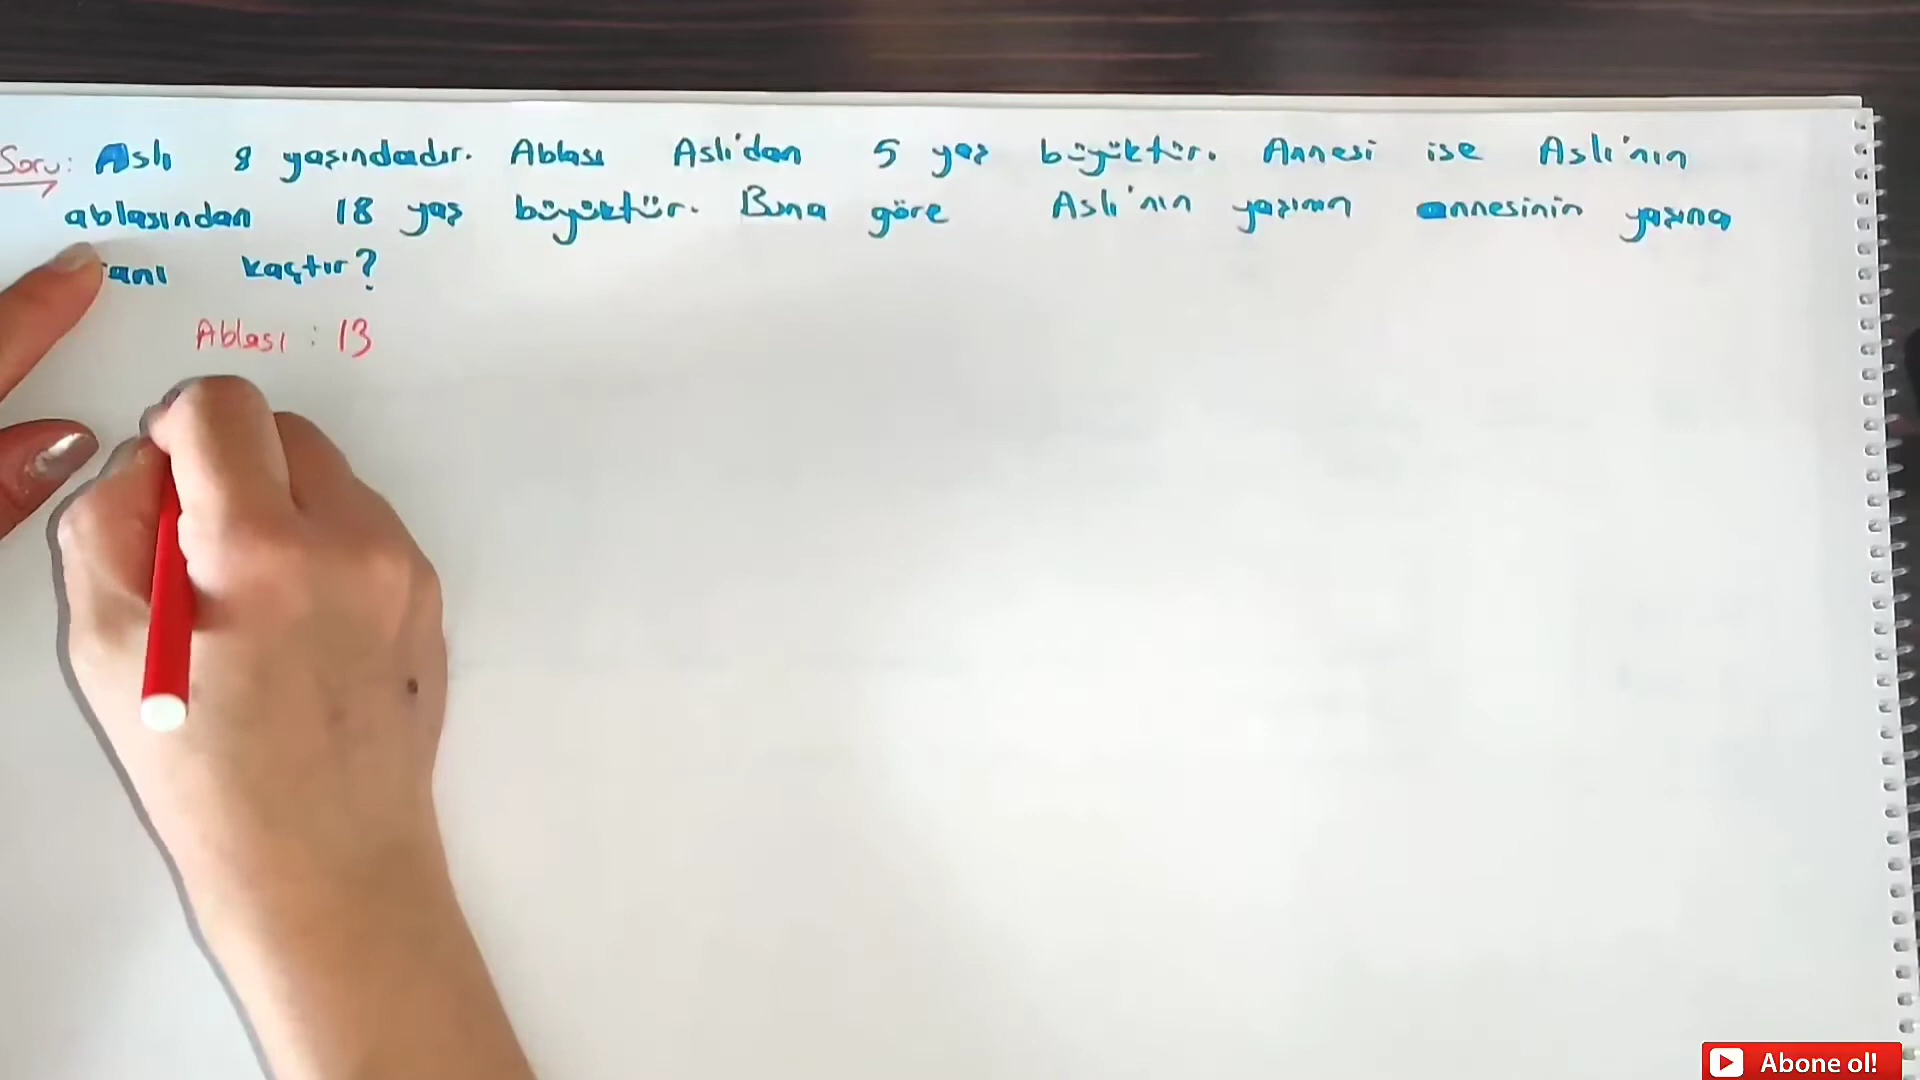 Soru: Aslı 8 yaşındadır. Ablası Aslı'dan 5 yaş büyüktür. Annesi ise Aslı'nın
ablasından 18 yaş büyüktür. Buna göre Aslı'nın yaşının annesinin yaşına
kaçtır?
Ablası : 13
Abone ol!